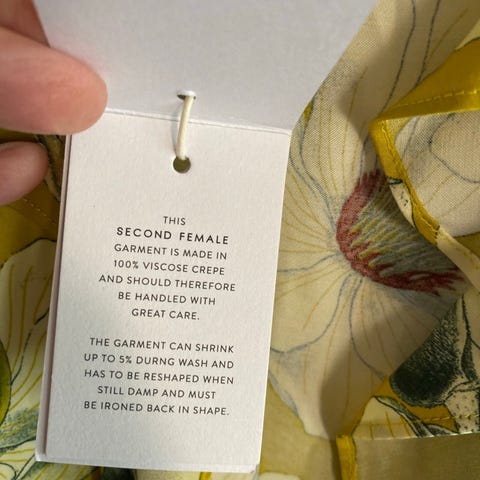 THIS
SECOND FEMALE
GARMENT IS MADE IN
100% VISCOSE CREPE
AND SHOULD THEREFORE
BE HANDLED WITH
GREAT CARE.
THE GARMENT CAN SHRINK
UP TO 5% DURNG WASH AND
HAS TO BE RESHAPED WHEN
STILL DAMP AND MUST
BE IRONED BACK IN SHAPE.